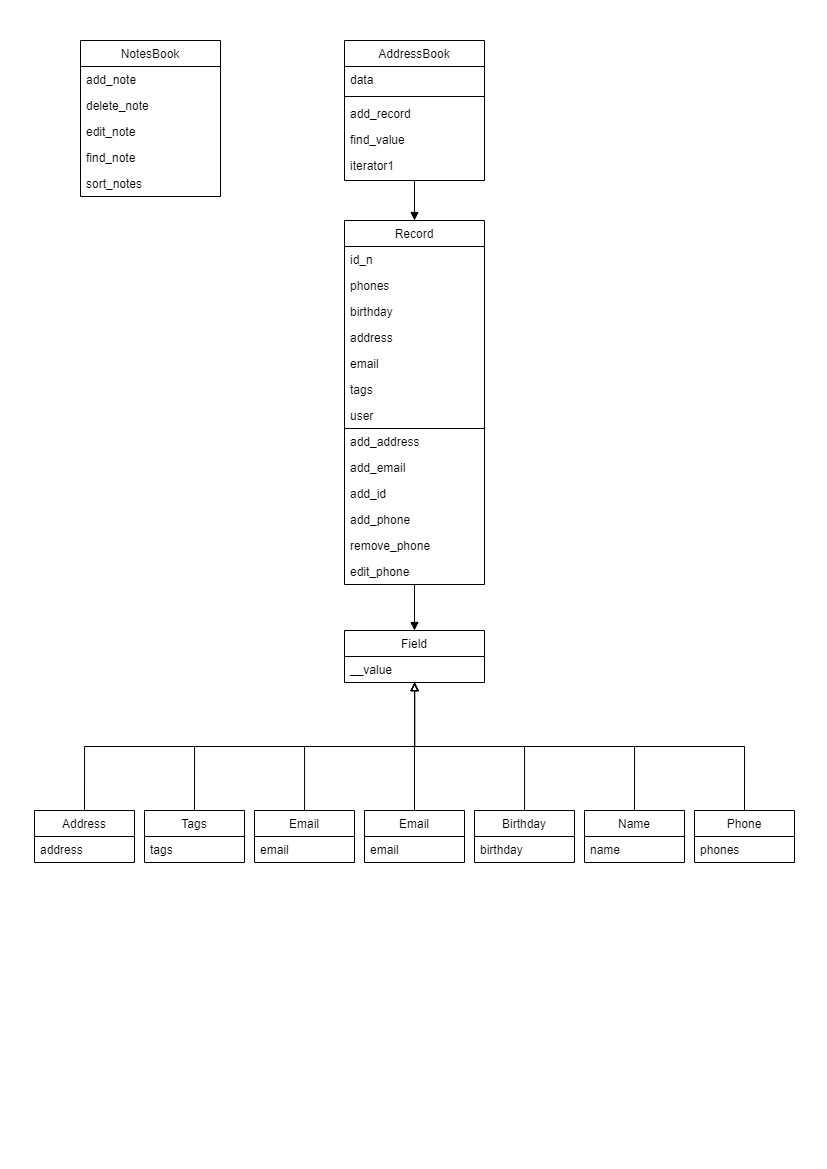 NotesBook
add_note
delete_note
edit_note
find_note
sort_notes
AddressBook
data
add_record
find_value
iterator1
Record
id_n
phones
birthday
address
email
tags
user
add_address
add_email
add_id
add_phone
remove_phone
edit_phone
Field
__value
Address
address
Tags
tags
Email
email
Email
email
Birthday
birthday
Name
name
Phone
phones